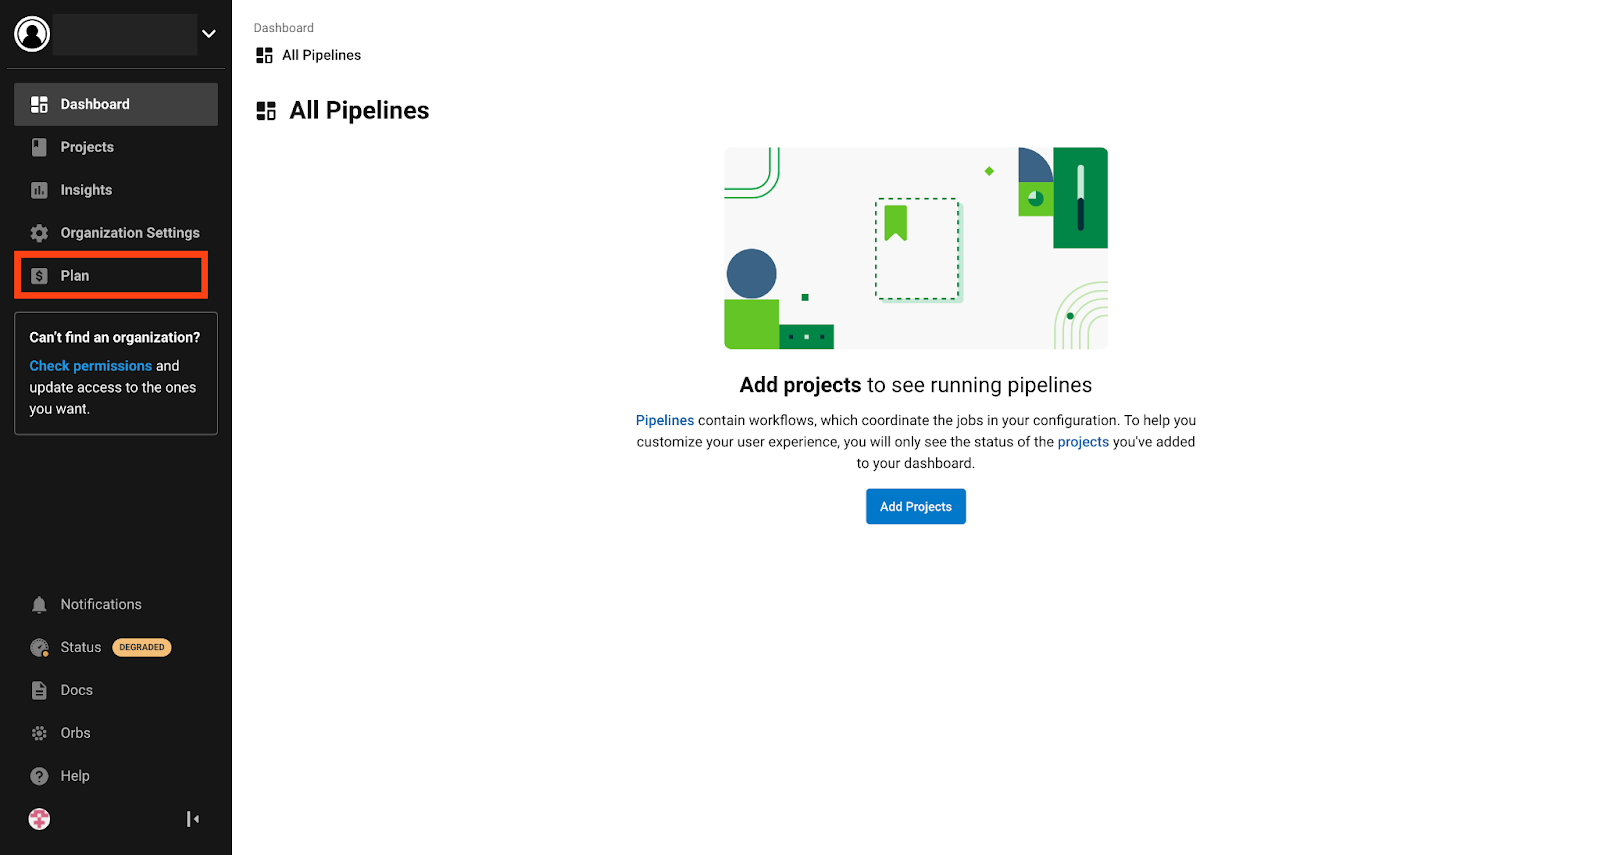 Dashboard
Projects
Insights
Organization Settings
$ Plan
Can't find an organization?
Check permissions and
update access to the ones
you want.
Notifications
Status DEGRADED
Docs
Orbs
? Help
Dashboard
All Pipelines
All Pipelines
Add projects to see running pipelines
Pipelines contain workflows, which coordinate the jobs in your configuration. To help you
customize your user experience, you will only see the status of the projects you've added
to your dashboard.
Add Projects